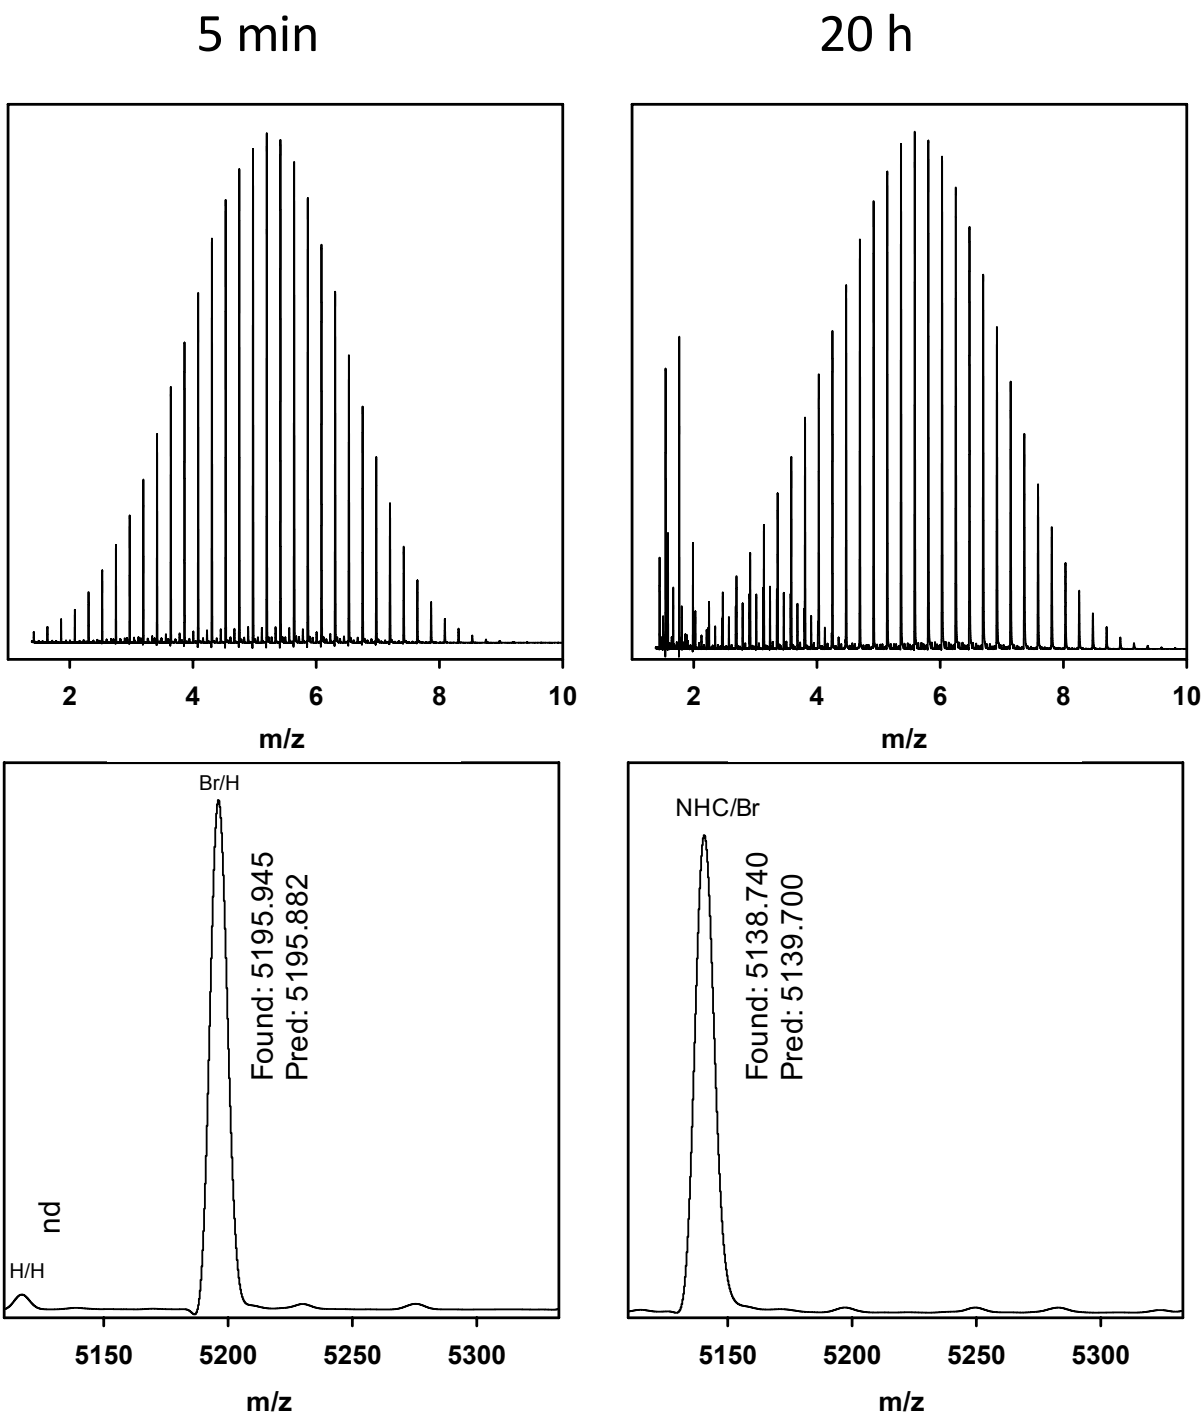 5 min
20 h
2 4 6 8 10
m/z
2 4 6 8 10
m/z
Br/H
Found: 5195.945
Pred: 5195.882
nd
H/H
5150 5200 5250 5300
m/z
NHC/Br
Found: 5138.740
Pred: 5139.700
5150 5200 5250 5300
m/z